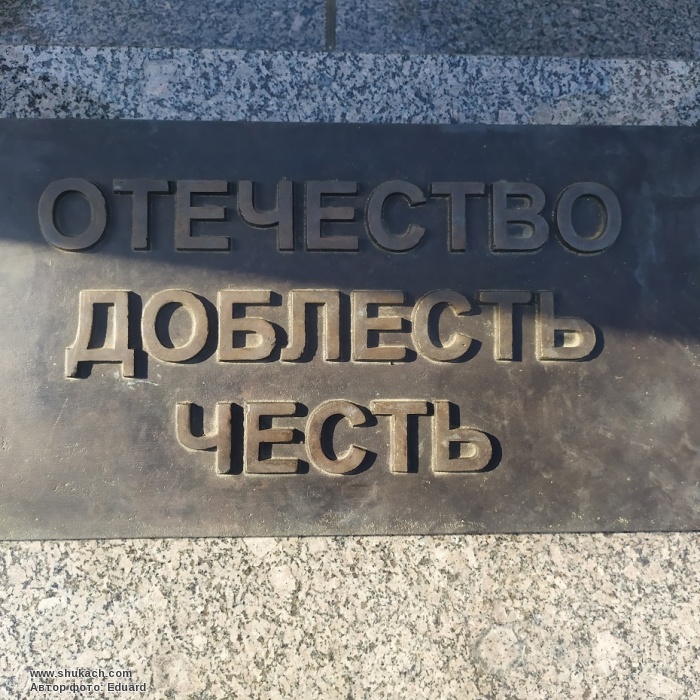 ОТЕЧЕСТВО
ДОБЛЕСТЬ
ЧЕСТЬ
www.shukach.com
Автор фото: Eduard